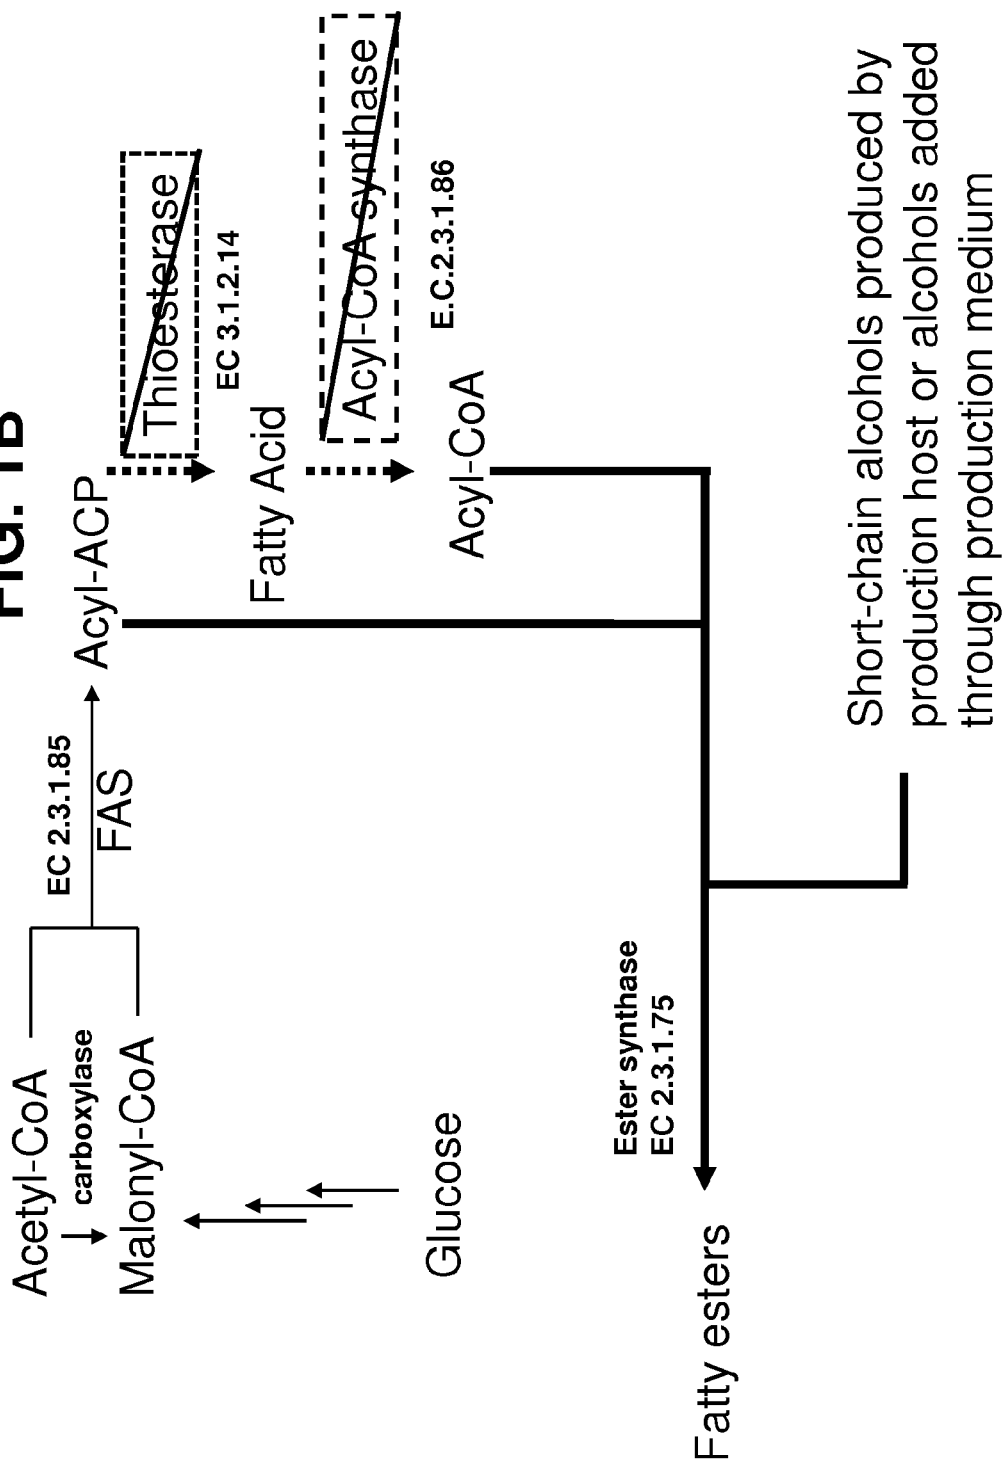 FIG. 1B
Acetyl-CoA
carboxylase
Malonyl-CoA
Glucose
EC 2.3.1.85
FAS
Acyl-ACP
Thioesterase
EC 3.1.2.14
Fatty Acid
Acyl-CoA synthase
E.C.2.3.1.86
Acyl-CoA
Ester synthase
EC 2.3.1.75
Fatty esters
Short-chain alcohols produced by
production host or alcohols added
through production medium